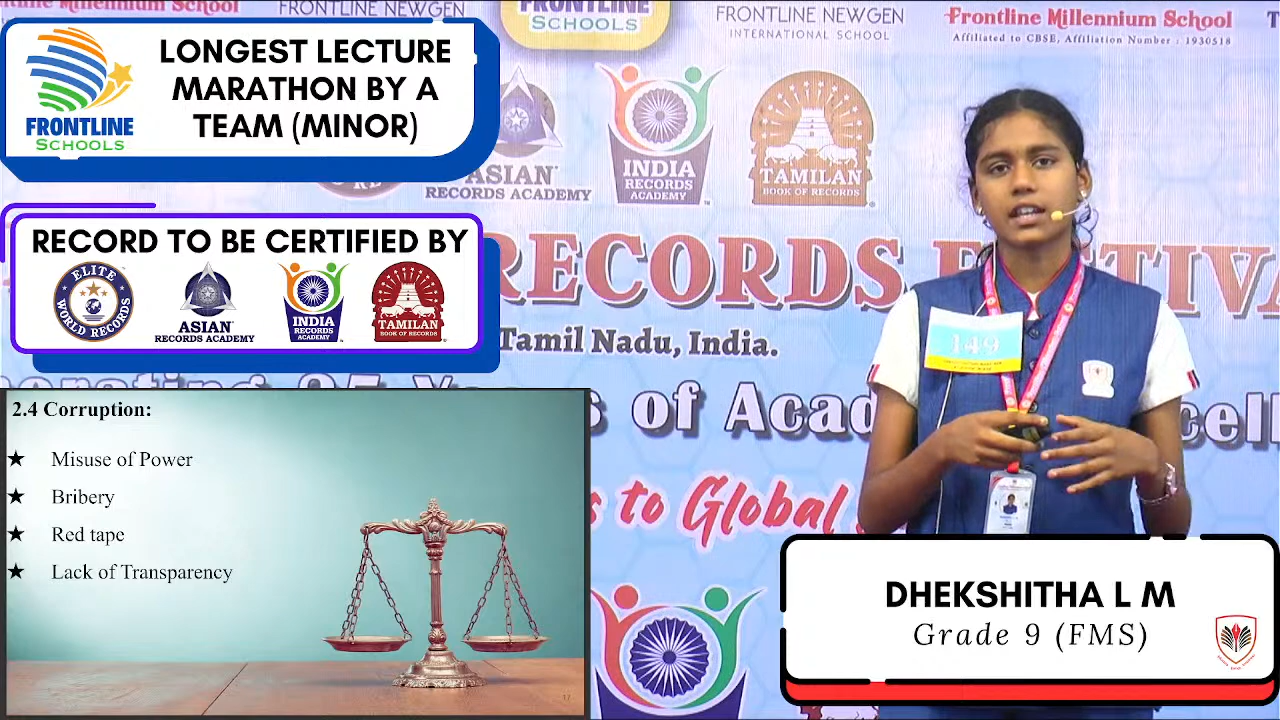 Frontline Millennium School
FRONTLINE NEWGEN
FRONTLINE
SCHOOLS
FRONTLINE NEWGEN
INTERNATIONAL SCHOOL
Frontline Millennium School
Affiliated to CBSE, Affiliation Number : 1930518
FRONTLINE
SCHOOLS
LONGEST LECTURE
MARATHON BY A
TEAM (MINOR)
ASIAN
RECORDS ACADEMY
INDIA
RECORDS
ACADEMY
TAMILAN
BOOK OF RECORDS
RECORD TO BE CERTIFIED BY
ELITE
WORLD RECORDS
ASIAN
RECORDS ACADEMY
INDIA
RECORDS
ACADEMY
TAMILAN
BOOK OF RECORDS
RECORDS
Tamil Nadu, India.
149
of
to Global
2.4 Corruption:
★ Misuse of Power
★ Bribery
★ Red tape
★ Lack of Transparency
17
INDIA
DHEKSHITHA L M
Grade 9 (FMS)